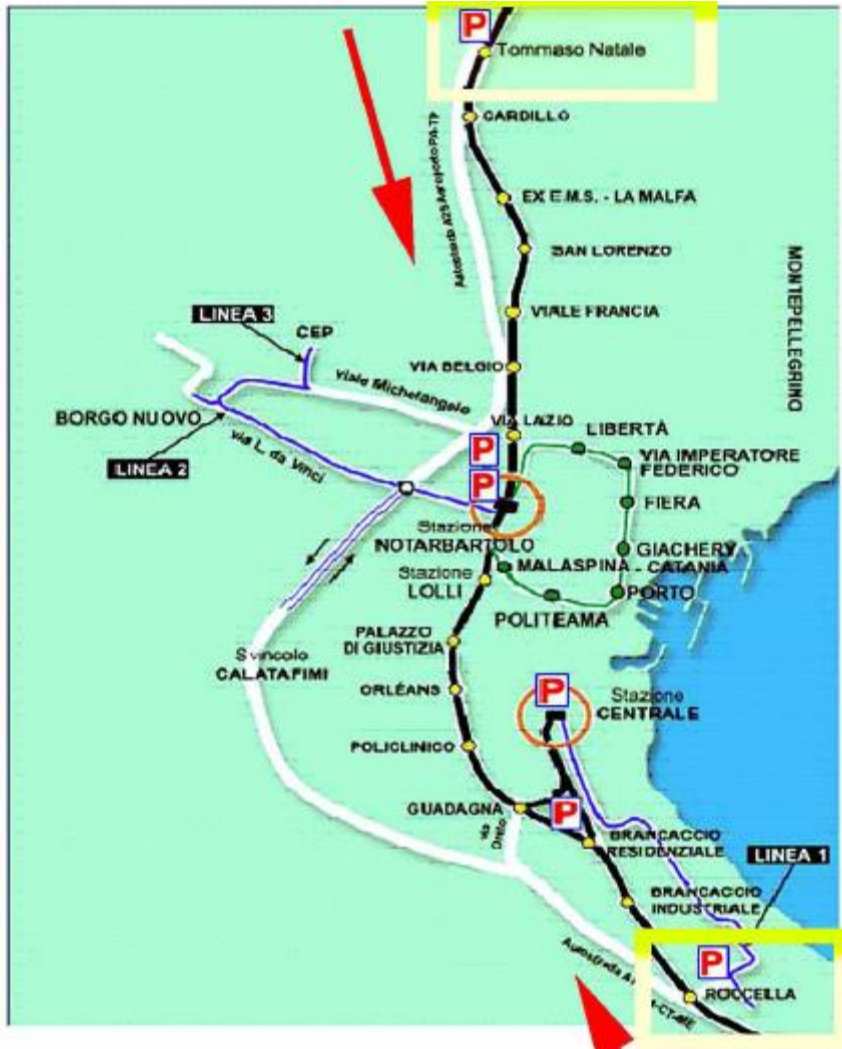 P
Tommaso Natale
CARDILLO
EX E.M.S. - LA MALFA
SAN LORENZO
MONTEPELLEGRINO
VIALE FRANCIA
LINEA 3
CEP
VIA BELGIO
viale Michelangelo
BORGO NUOVO
VIA LAZIO
LIBERTÀ
P
via L. da Vinci
VIA IMPERATORE
FEDERICO
LINEA 2
P
FIERA
Stazione
NOTARBARTOLO
GIACHERY
- CATANIA
MALASPINA
Stazione
LOLLI
PORTO
POLITEAMA
PALAZZO
DI GIUSTIZIA
Svincolo
CALATAFIMI
ORLÉANS
P
Stazione
CENTRALE
POLICLINICO
GUADAGNA
P
via
Oreto
BRANCACCIO
RESIDENZIALE
LINEA 1
BRANCACCIO
INDUSTRIALE
P
Autostrada
ROCCELLA